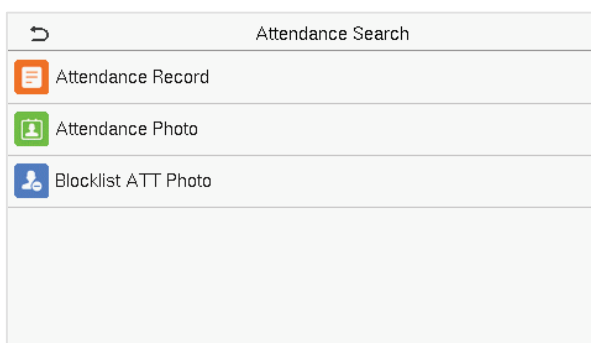 Attendance Search
Attendance Record
Attendance Photo
Blocklist ATT Photo